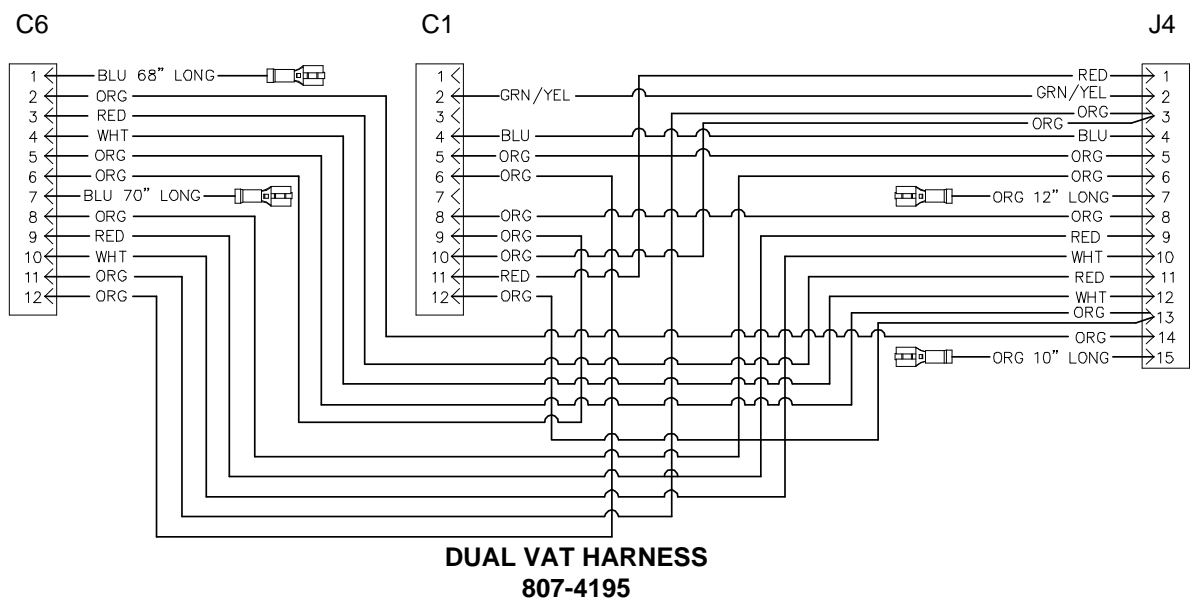 C6 C1 J4
1 BLU 68" LONG 1 RED 1
2 ORG 2 GRN/YEL GRN/YEL 2
3 RED 3 ORG ORG 3
4 WHT 4 BLU BLU 4
5 ORG 5 ORG ORG 5
6 ORG 6 ORG ORG 6
7 BLU 70" LONG 7 ORG 12" LONG 7
8 ORG 8 ORG ORG 8
9 RED 9 ORG RED 9
10 WHT 10 ORG WHT 10
11 ORG 11 RED RED 11
12 ORG 12 ORG WHT 12
ORG 13
ORG 14
ORG 10" LONG 15
DUAL VAT HARNESS
807-4195